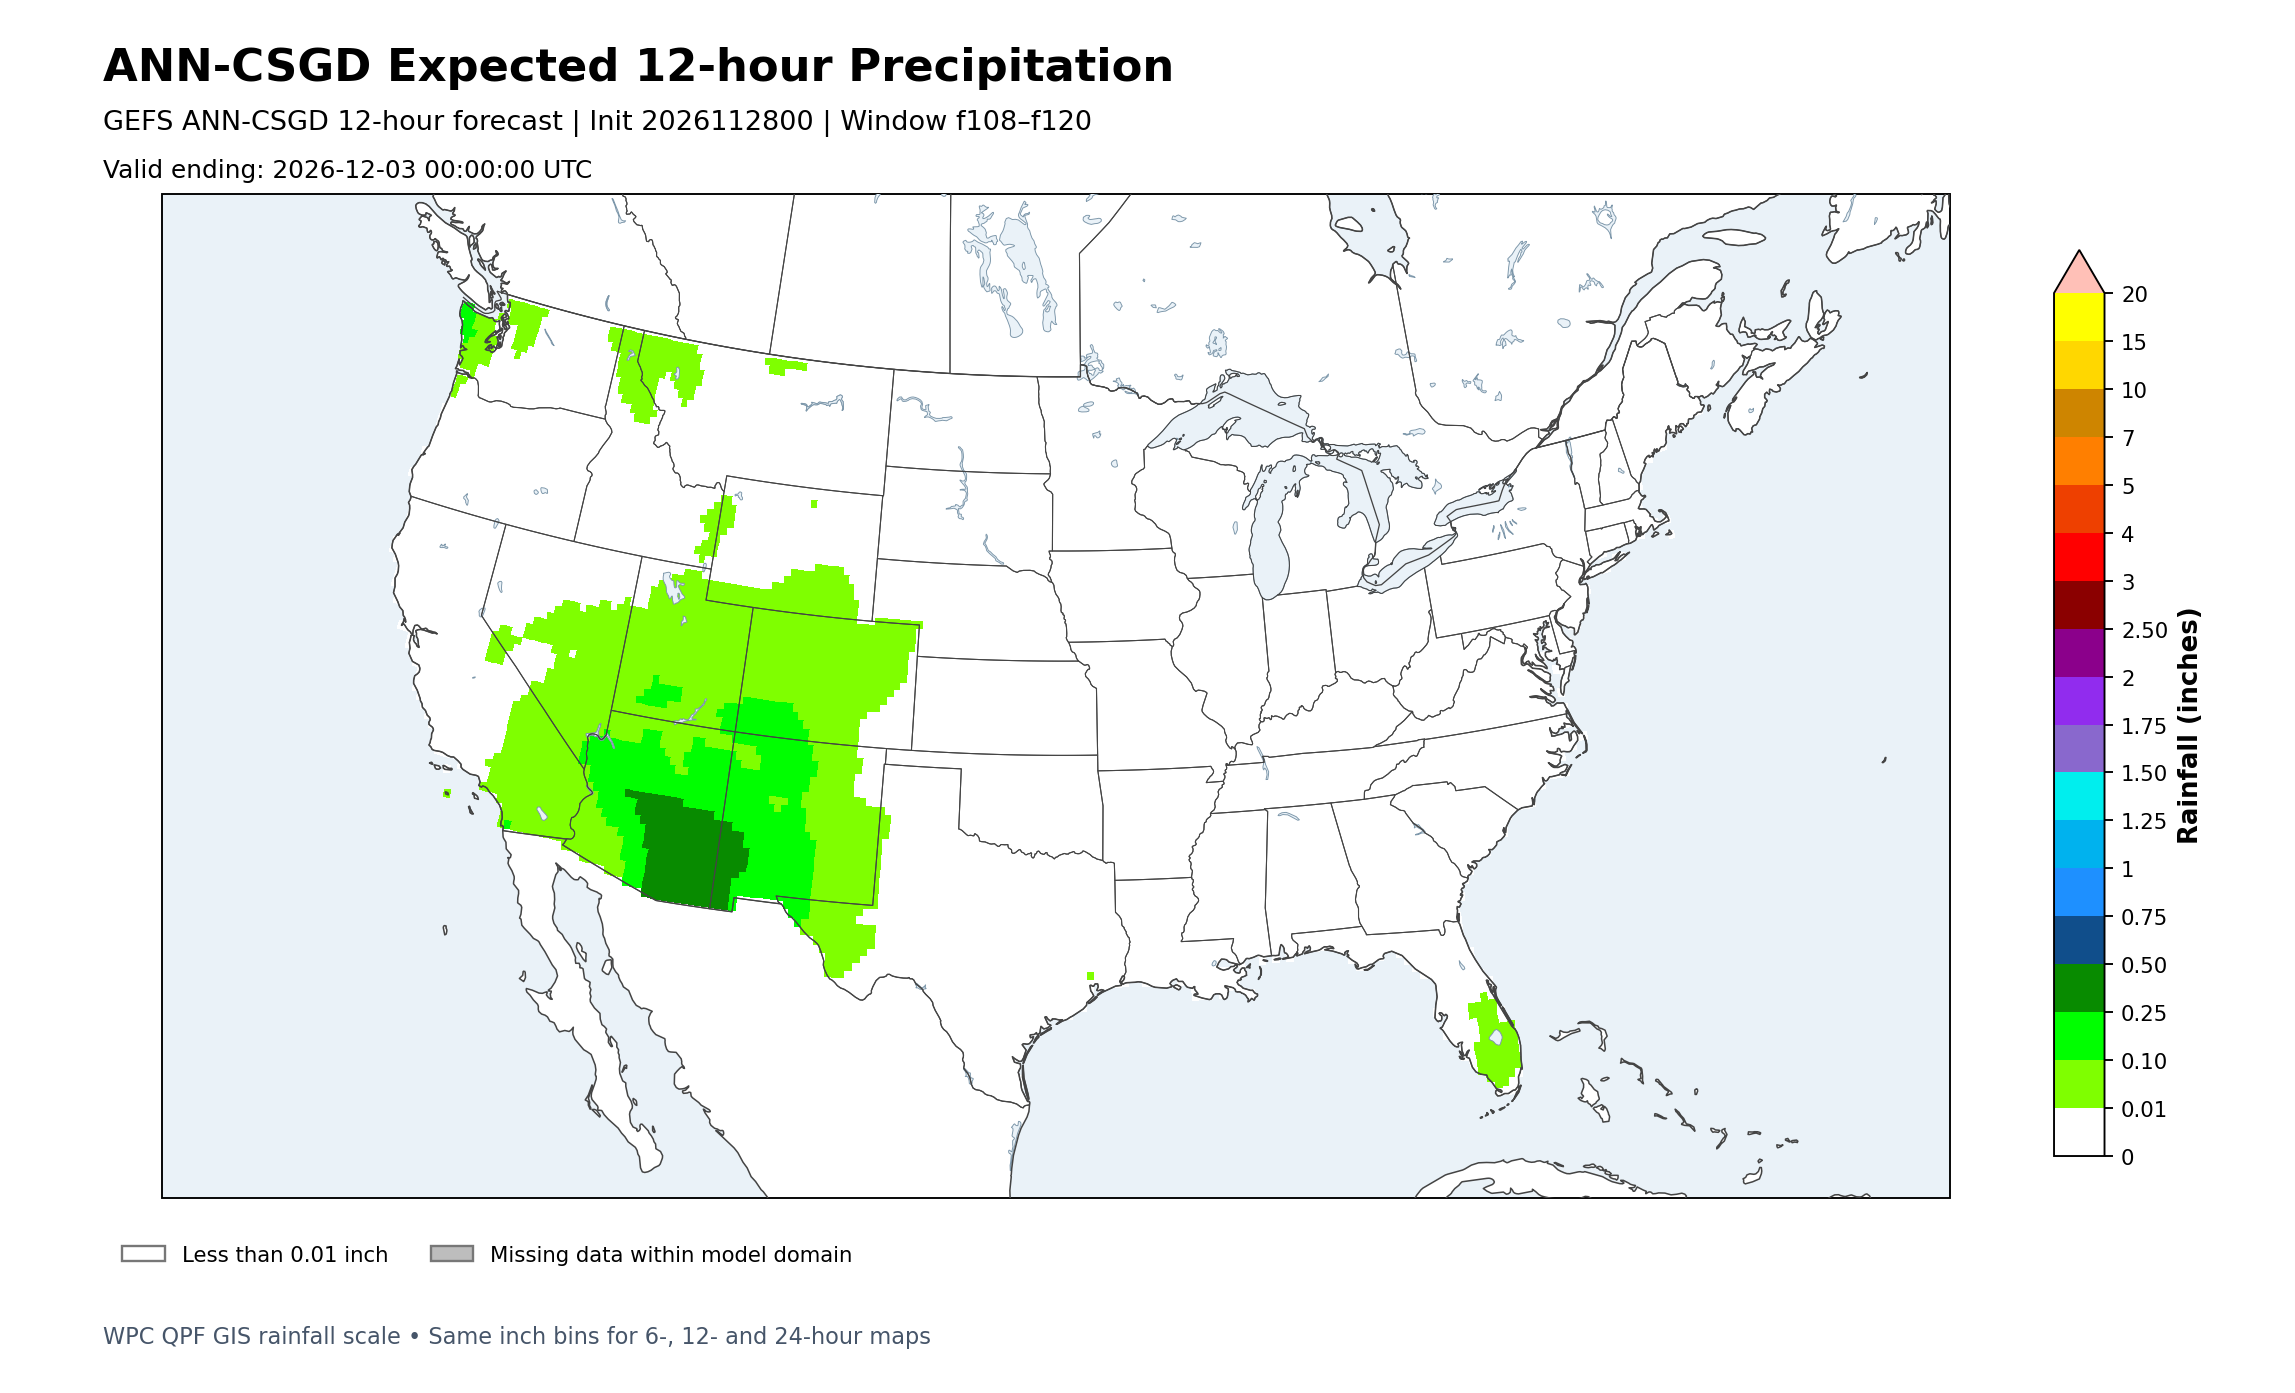 ANN-CSGD Expected 12-hour Precipitation
GEFS ANN-CSGD 12-hour forecast | Init 2026112800 | Window f108–f120
Valid ending: 2026-12-03 00:00:00 UTC
20
15
10
7
5
4
3
2.50
2
1.75
1.50
1.25
1
0.75
0.50
0.25
0.10
0.01
0
Rainfall (inches)
Less than 0.01 inch
Missing data within model domain
WPC QPF GIS rainfall scale • Same inch bins for 6-, 12- and 24-hour maps